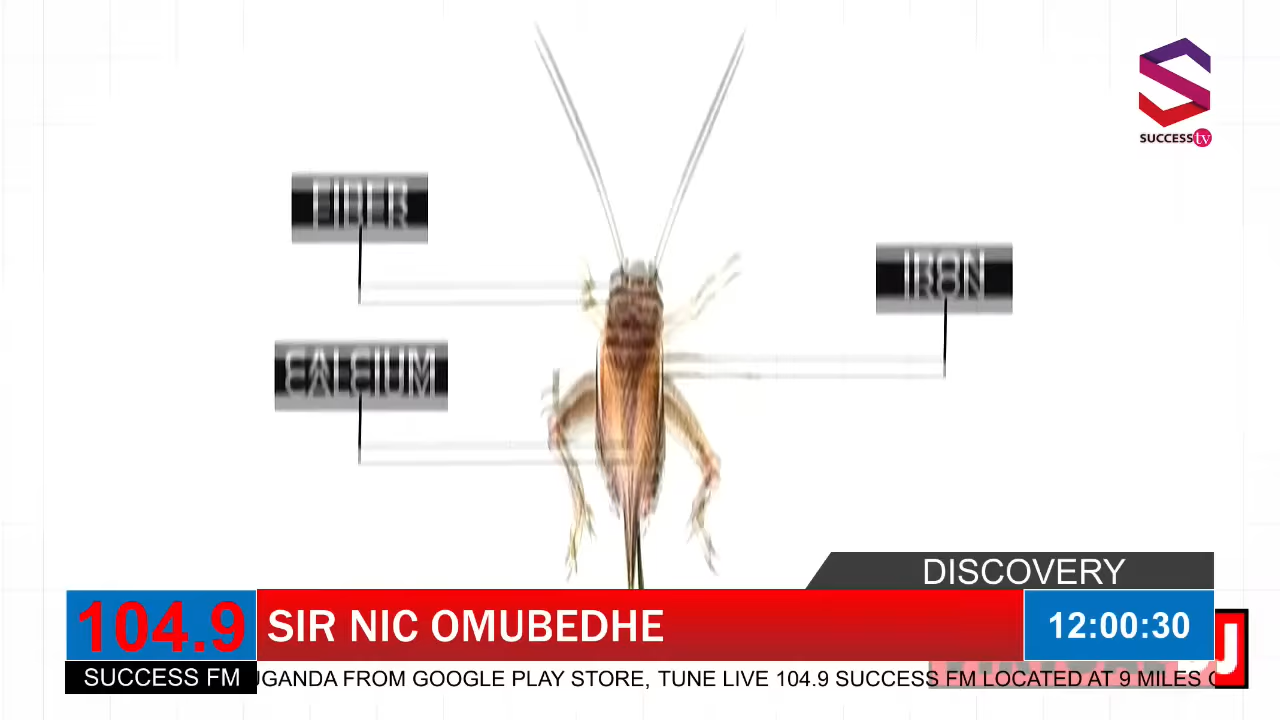 SUCCESS tv
FIBER
IRON
CALCIUM
DISCOVERY
104.9
SIR NIC OMUBEDHE
12:00:30
SUCCESS FM
UGANDA FROM GOOGLE PLAY STORE, TUNE LIVE 104.9 SUCCESS FM LOCATED AT 9 MILES